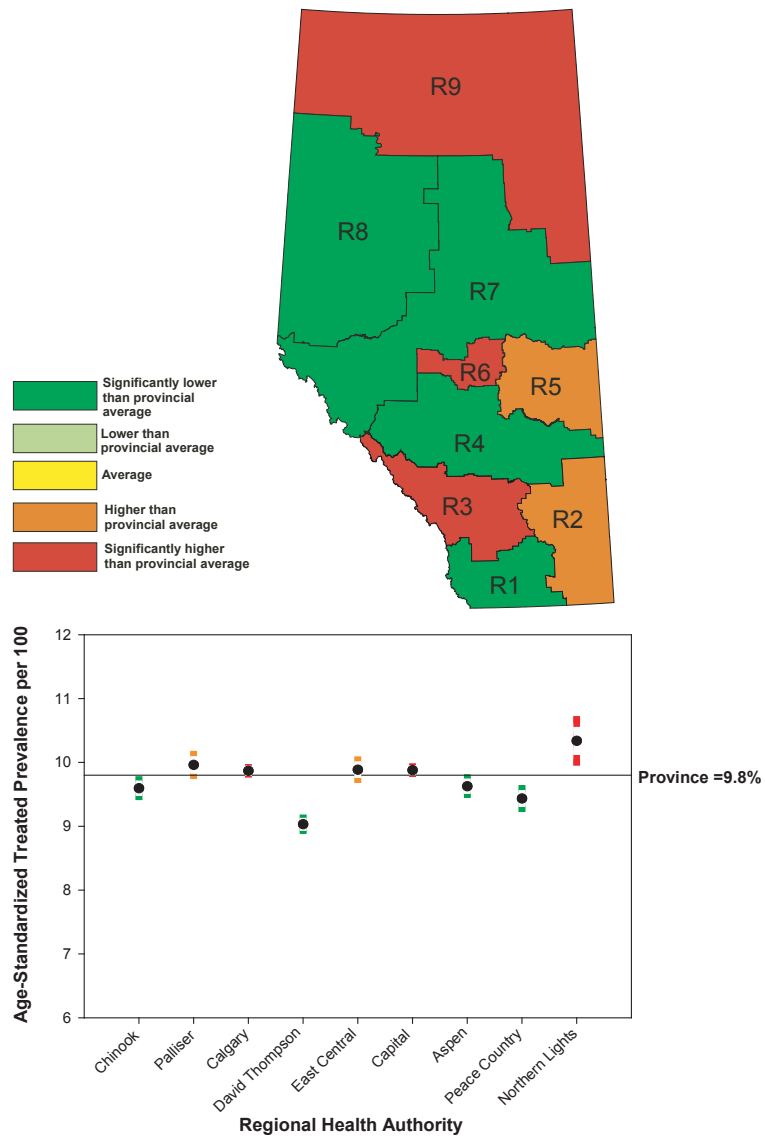 R9
R8
R7
R6
R5
R4
R3
R2
R1
Significantly lower
than provincial
average
Lower than
provincial average
Average
Higher than
provincial average
Significantly higher
than provincial average
Age-Standardized Treated Prevalence per 100
12
11
10
9
8
7
6
Province =9.8%
Chinook
Palliser
Calgary
David Thompson
East Central
Capital
Aspen
Peace Country
Northern Lights
Regional Health Authority